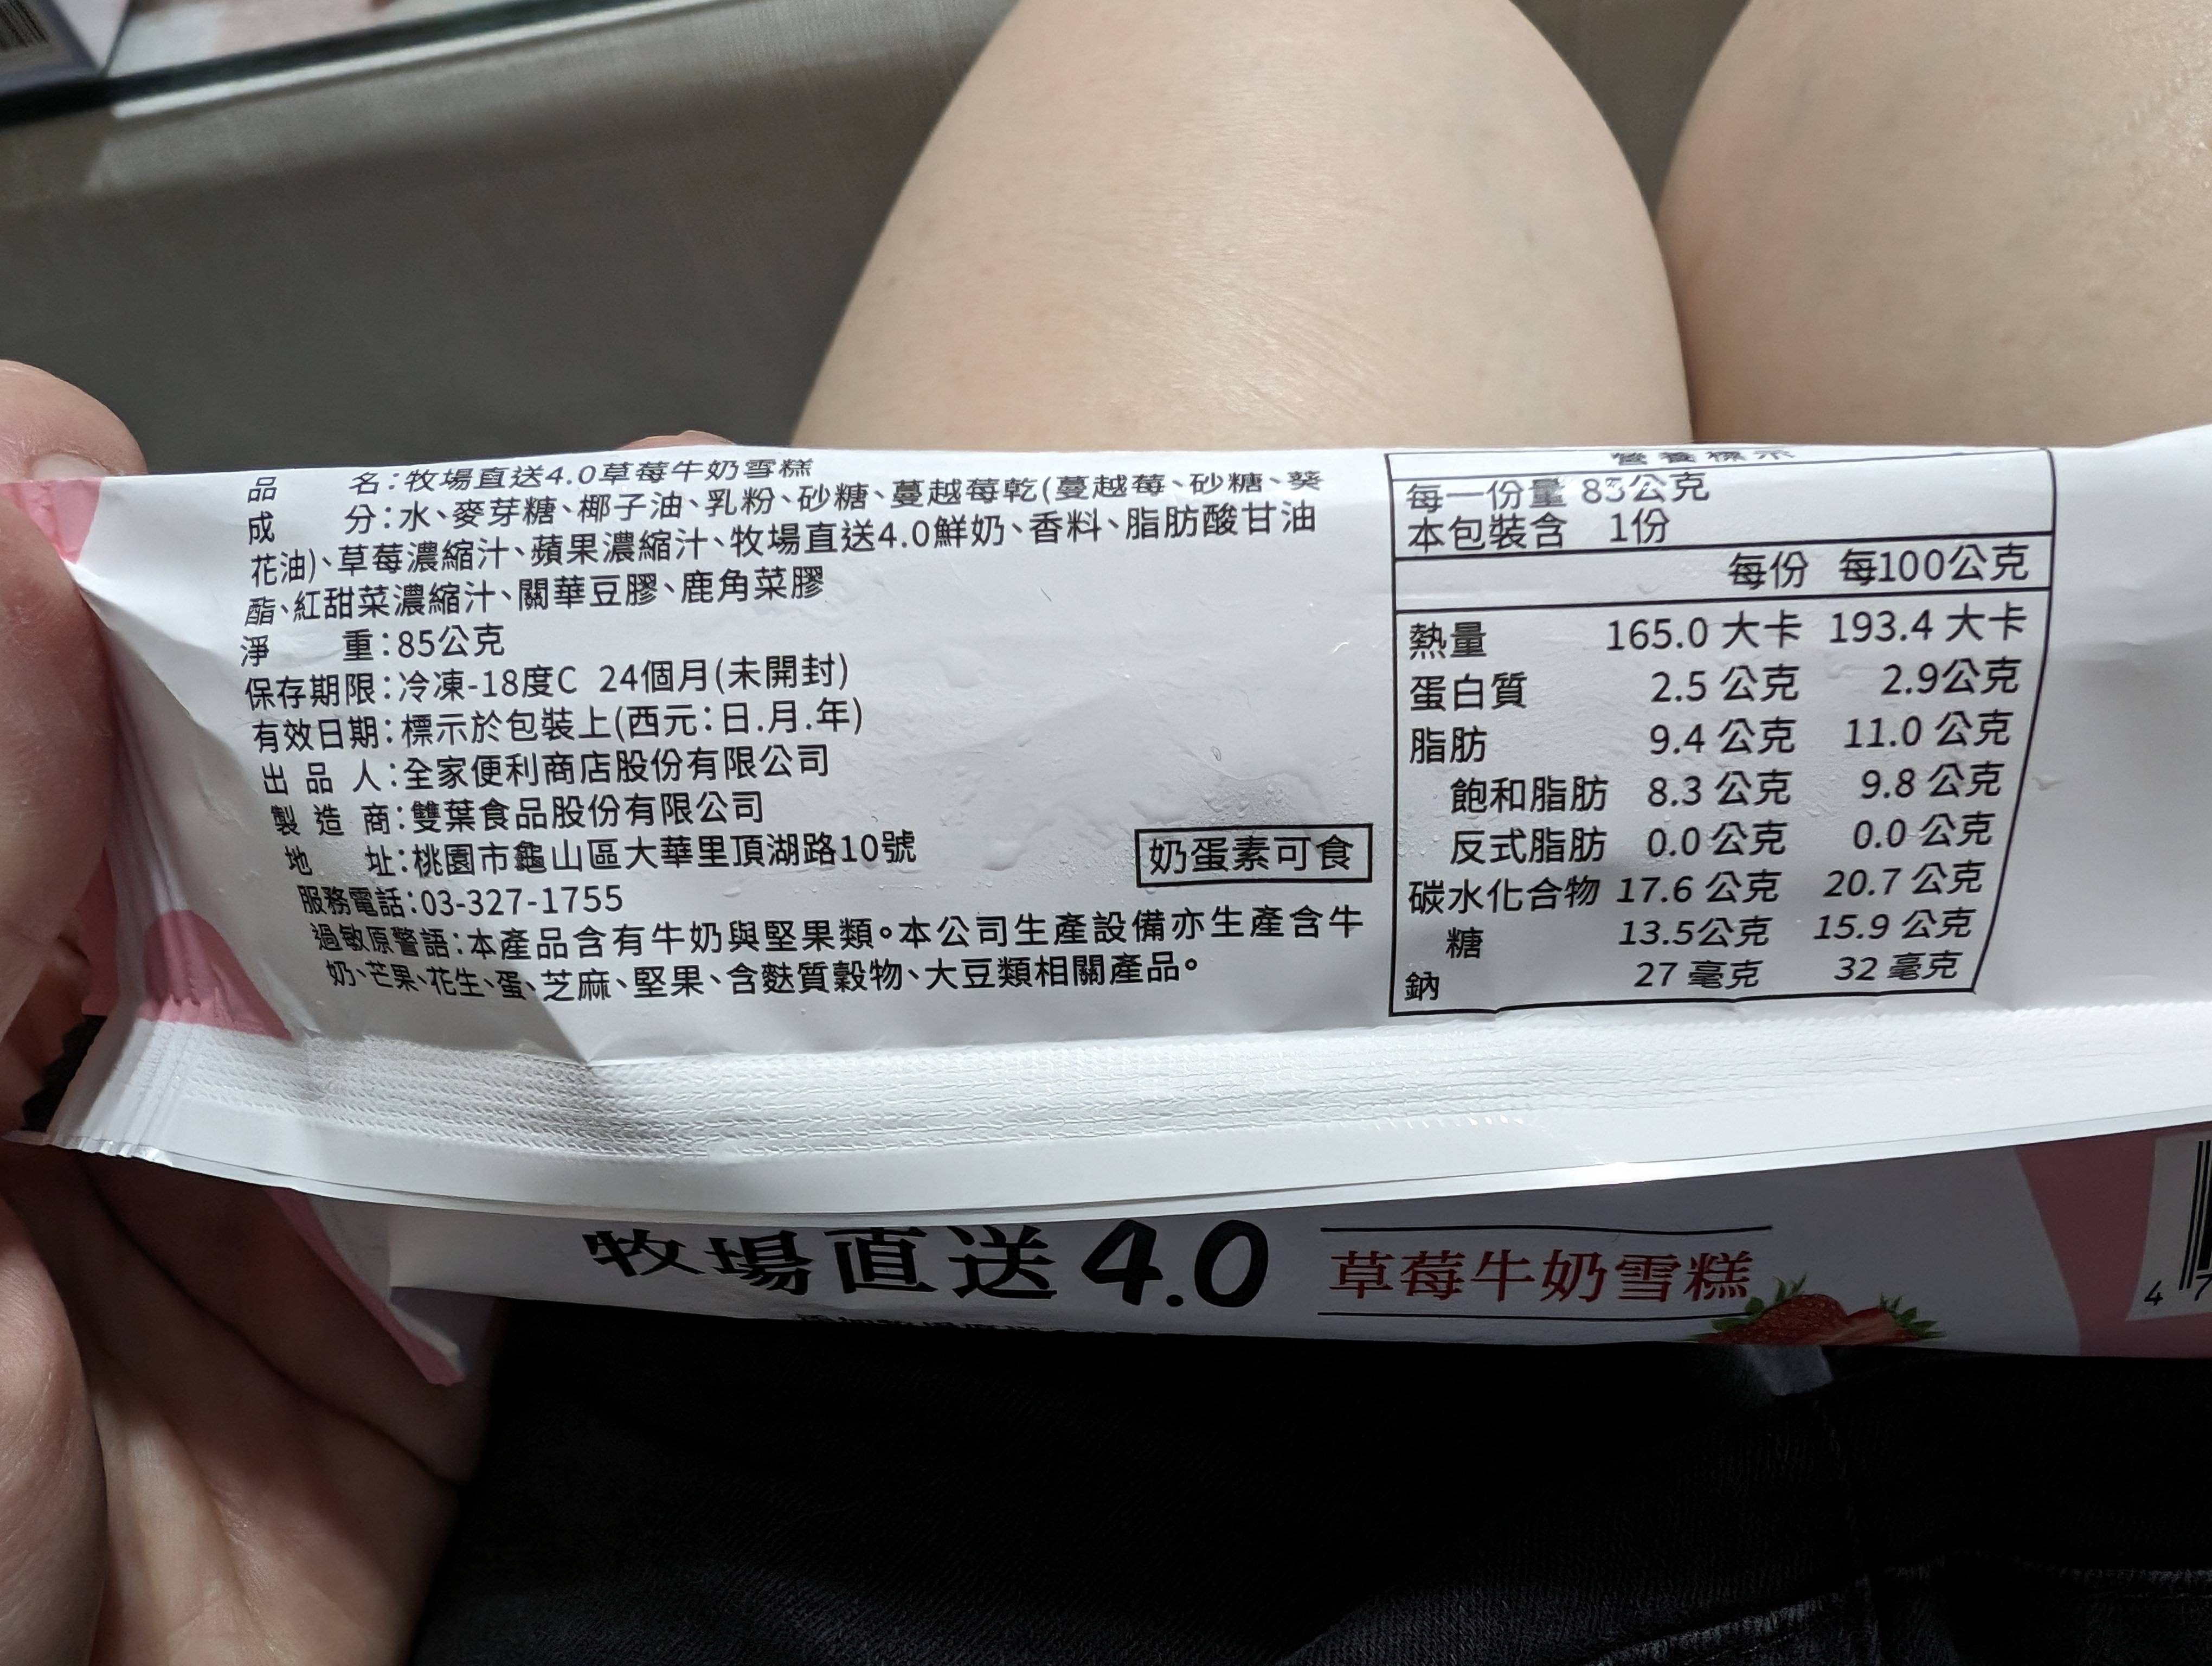 品名:牧場直送4.0草莓牛奶雪糕
成分:水、麥芽糖、椰子油、乳粉、砂糖、蔓越莓乾(蔓越莓、砂糖、葵
花油)、草莓濃縮汁、蘋果濃縮汁、牧場直送4.0鮮奶、香料、脂肪酸甘油
酯、紅甜菜濃縮汁、關華豆膠、鹿角菜膠
淨重:85公克
保存期限:冷凍-18度C 24個月(未開封)
有效日期:標示於包裝上(西元:日.月.年)
出品人:全家便利商店股份有限公司
製造商:雙葉食品股份有限公司
地址:桃園市龜山區大華里頂湖路10號
服務電話:03-327-1755
過敏原警語:本產品含有牛奶與堅果類。本公司生產設備亦生產含牛
奶、芒果、花生、蛋、芝麻、堅果、含麩質穀物、大豆類相關產品。
奶蛋素可食
營養標示
每一份量 85公克
本包裝含 1份
每份 每100公克
熱量 165.0 大卡 193.4 大卡
蛋白質 2.5 公克 2.9公克
脂肪 9.4 公克 11.0 公克
飽和脂肪 8.3 公克 9.8 公克
反式脂肪 0.0 公克 0.0 公克
碳水化合物 17.6 公克 20.7 公克
糖 13.5公克 15.9 公克
鈉 27 毫克 32 毫克
牧場直送4.0 草莓牛奶雪糕
4 7